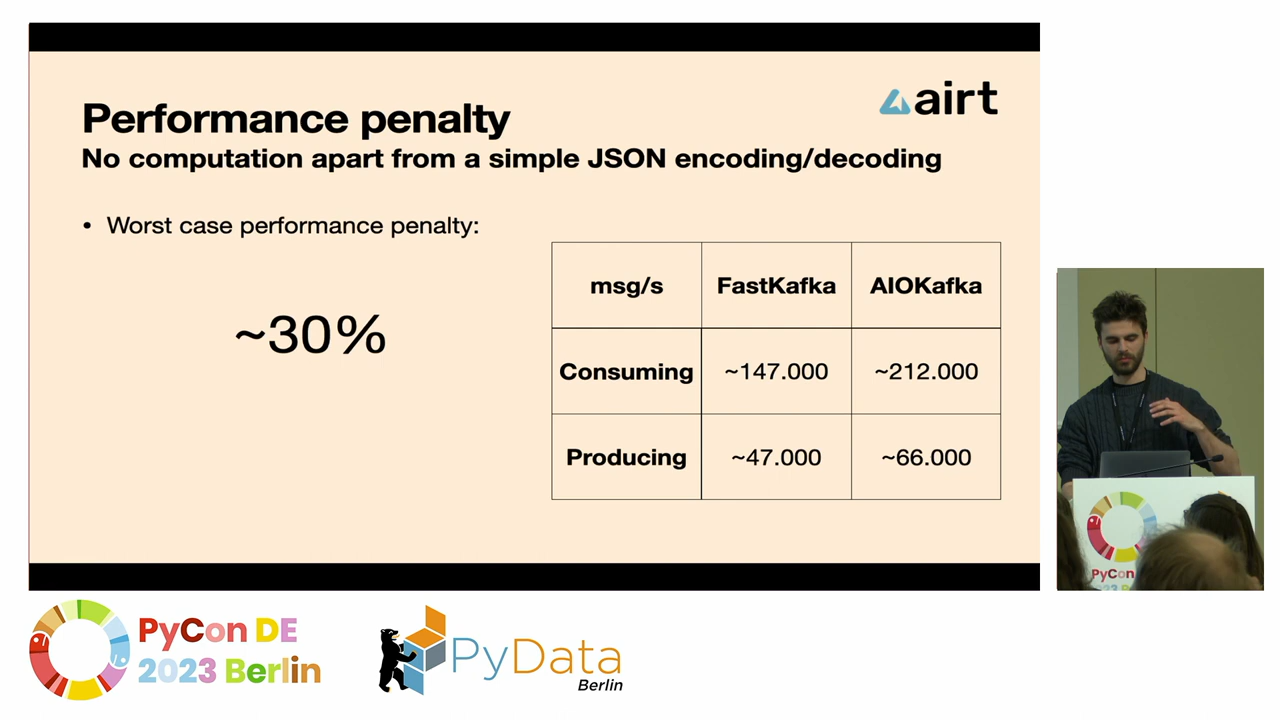 airt
Performance penalty
No computation apart from a simple JSON encoding/decoding
• Worst case performance penalty:
~30%
msg/s FastKafka AIOKafka
Consuming ~147.000 ~212.000
Producing ~47.000 ~66.000
PyCon DE
2023 Berlin
PyData
Berlin
PyCon